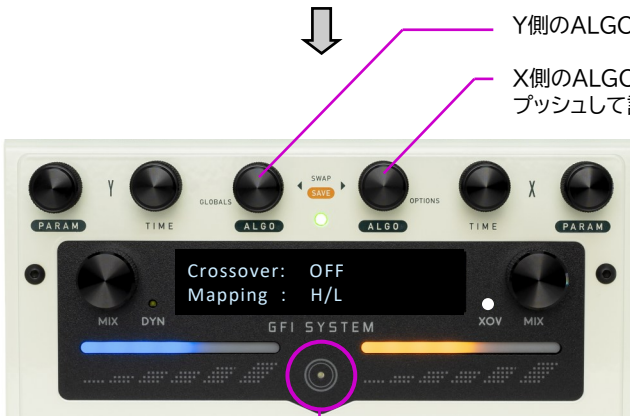 Y側のALGO
X側のALGO
プッシュして
SWAP
SAVE
Y
X
GLOBALS
OPTIONS
PARAM
TIME
ALGO
ALGO
TIME
PARAM
Crossover: OFF
Mapping : H/L
MIX
DYN
XOV
MIX
GFI SYSTEM